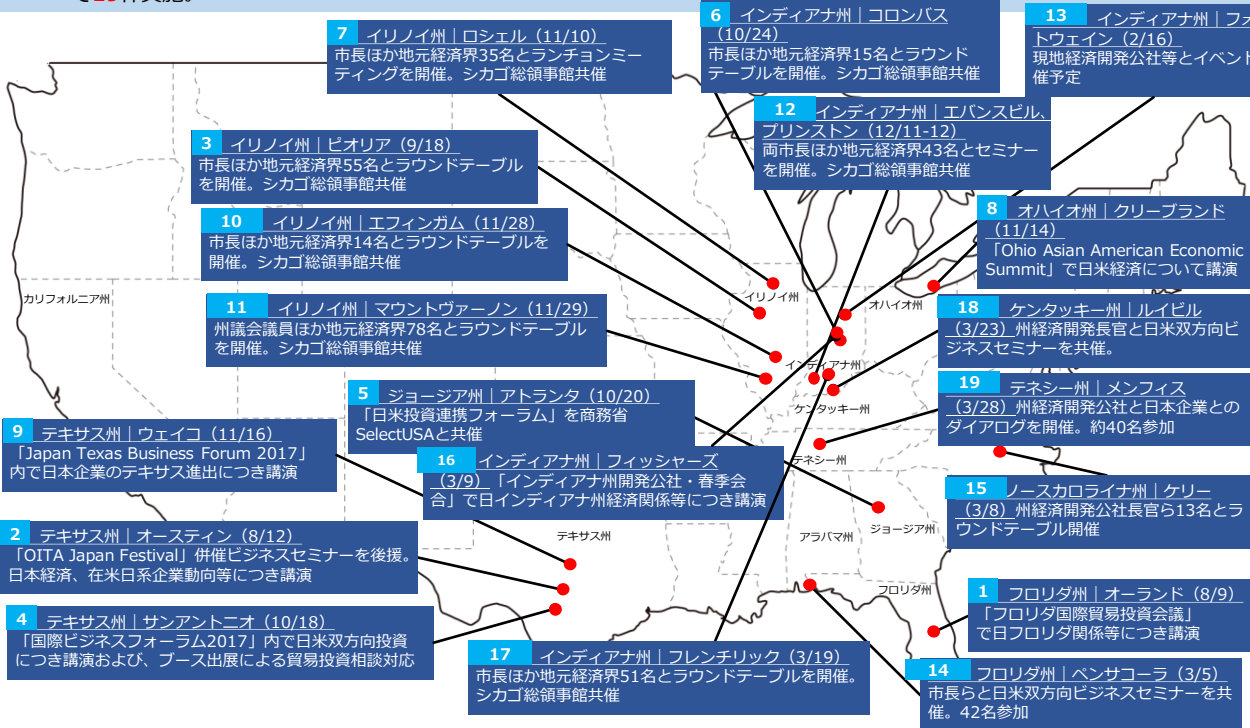 7 イリノイ州｜ロシェル（11/10）
市長ほか地元経済界35名とランチョンミー
ティングを開催。シカゴ総領事館共催
6 インディアナ州｜コロンバス
（10/24）
市長ほか地元経済界15名とラウンド
テーブルを開催。シカゴ総領事館共催
13 インディアナ州｜フォ
トウェイン（2/16）
現地経済開発公社等とイベント
催予定
12 インディアナ州｜エバンスビル、
プリンストン（12/11-12）
両市長ほか地元経済界43名とセミナー
を開催。シカゴ総領事館共催
3 イリノイ州｜ピオリア（9/18）
市長ほか地元経済界55名とラウンドテーブル
を開催。シカゴ総領事館共催
10 イリノイ州｜エフィンガム（11/28）
市長ほか地元経済界14名とラウンドテーブルを
開催。シカゴ総領事館共催
8 オハイオ州｜クリーブランド
（11/14）
「Ohio Asian American Economic
Summit」で日米経済について講演
カリフォルニア州
イリノイ州
オハイオ州
11 イリノイ州｜マウントヴァーノン（11/29）
州議会議員ほか地元経済界78名とラウンドテーブル
を開催。シカゴ総領事館共催
18 ケンタッキー州｜ルイビル
（3/23）州経済開発長官と日米双方向ビ
ジネスセミナーを共催。
インディアナ州
ケンタッキー州
5 ジョージア州｜アトランタ（10/20）
「日米投資連携フォーラム」を商務省
SelectUSAと共催
19 テネシー州｜メンフィス
（3/28）州経済開発公社と日本企業との
ダイアログを開催。約40名参加
9 テキサス州｜ウェイコ（11/16）
「Japan Texas Business Forum 2017」
内で日本企業のテキサス進出につき講演
16 インディアナ州｜フィッシャーズ
（3/9）「インディアナ州開発公社・春季会
合」で日インディアナ州経済関係等につき講演
テネシー州
15 ノースカロライナ州｜ケリー
（3/8）州経済開発公社長官ら13名とラ
ウンドテーブル開催
2 テキサス州｜オースティン（8/12）
「OITA Japan Festival」併催ビジネスセミナーを後援。
日本経済、在米日系企業動向等につき講演
テキサス州
アラバマ州
ジョージア州
フロリダ州
4 テキサス州｜サンアントニオ（10/18）
「国際ビジネスフォーラム2017」内で日米双方向投資
につき講演および、ブース出展による貿易投資相談対応
1 フロリダ州｜オーランド（8/9）
「フロリダ国際貿易投資会議」
で日フロリダ関係等につき講演
17 インディアナ州｜フレンチリック（3/19）
市長ほか地元経済界51名とラウンドテーブルを開催。
シカゴ総領事館共催
14 フロリダ州｜ペンサコーラ（3/5）
市長らと日米双方向ビジネスセミナーを共
催。42名参加